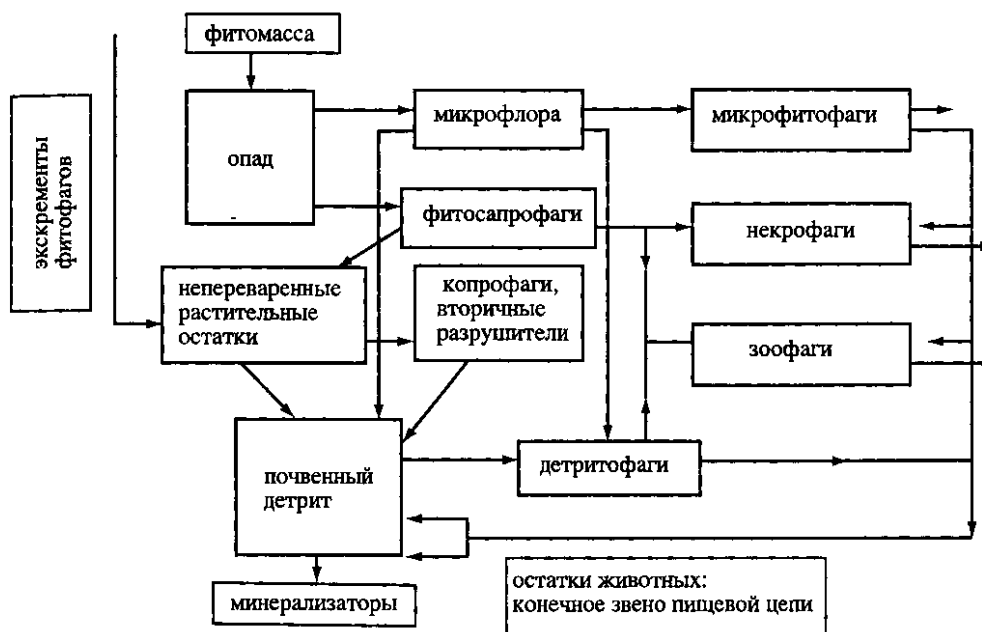 фитомасса
экскременты
фитофагов
опад
микрофлора
микрофитофаги
фитосапрофаги
некрофаги
непереваренные
растительные
остатки
копрофаги,
вторичные
разрушители
зоофаги
почвенный
детрит
детритофаги
минерализаторы
остатки животных:
конечное звено пищевой цепи